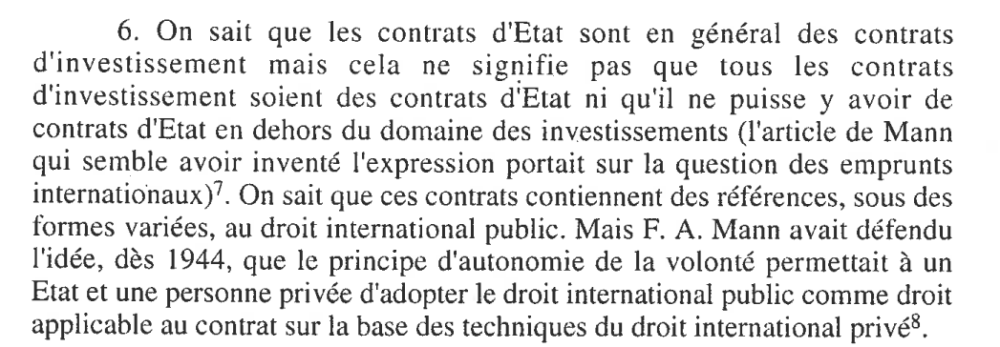 6. On sait que les contrats d'Etat sont en général des contrats
d'investissement mais cela ne signifie pas que tous les contrats
d'investissement soient des contrats d'Etat ni qu'il ne puisse y avoir de
contrats d'Etat en dehors du domaine des investissements (l'article de Mann
qui semble avoir inventé l'expression portait sur la question des emprunts
internationaux)⁷. On sait que ces contrats contiennent des références, sous des
formes variées, au droit international public. Mais F. A. Mann avait défendu
l'idée, dès 1944, que le principe d'autonomie de la volonté permettait à un
Etat et une personne privée d'adopter le droit international public comme droit
applicable au contrat sur la base des techniques du droit international privé⁸.